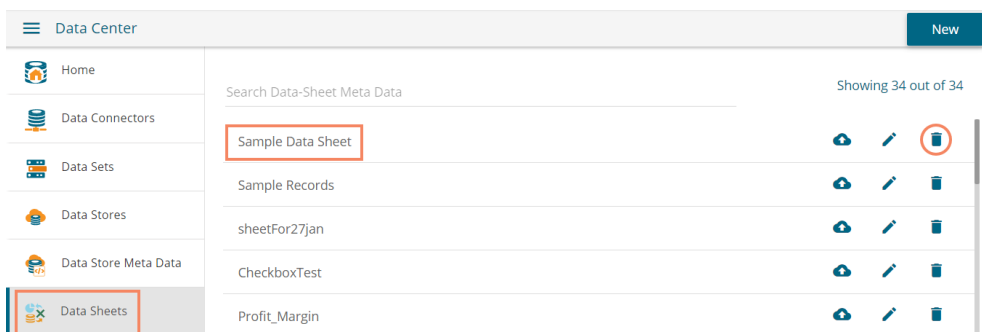 Data Center
New
Home
Data Connectors
Data Sets
Data Stores
Data Store Meta Data
Data Sheets
Search Data-Sheet Meta Data
Showing 34 out of 34
Sample Data Sheet
Sample Records
sheetFor27jan
CheckboxTest
Profit_Margin